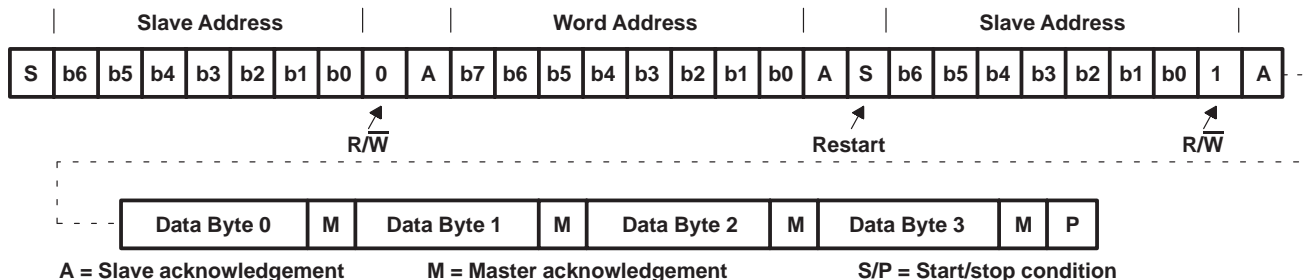 Slave Address Word Address Slave Address
S b6 b5 b4 b3 b2 b1 b0 0 A b7 b6 b5 b4 b3 b2 b1 b0 A S b6 b5 b4 b3 b2 b1 b0 1 A
R/W̅ Restart R/W̅
Data Byte 0 M Data Byte 1 M Data Byte 2 M Data Byte 3 M P
A = Slave acknowledgement M = Master acknowledgement S/P = Start/stop condition